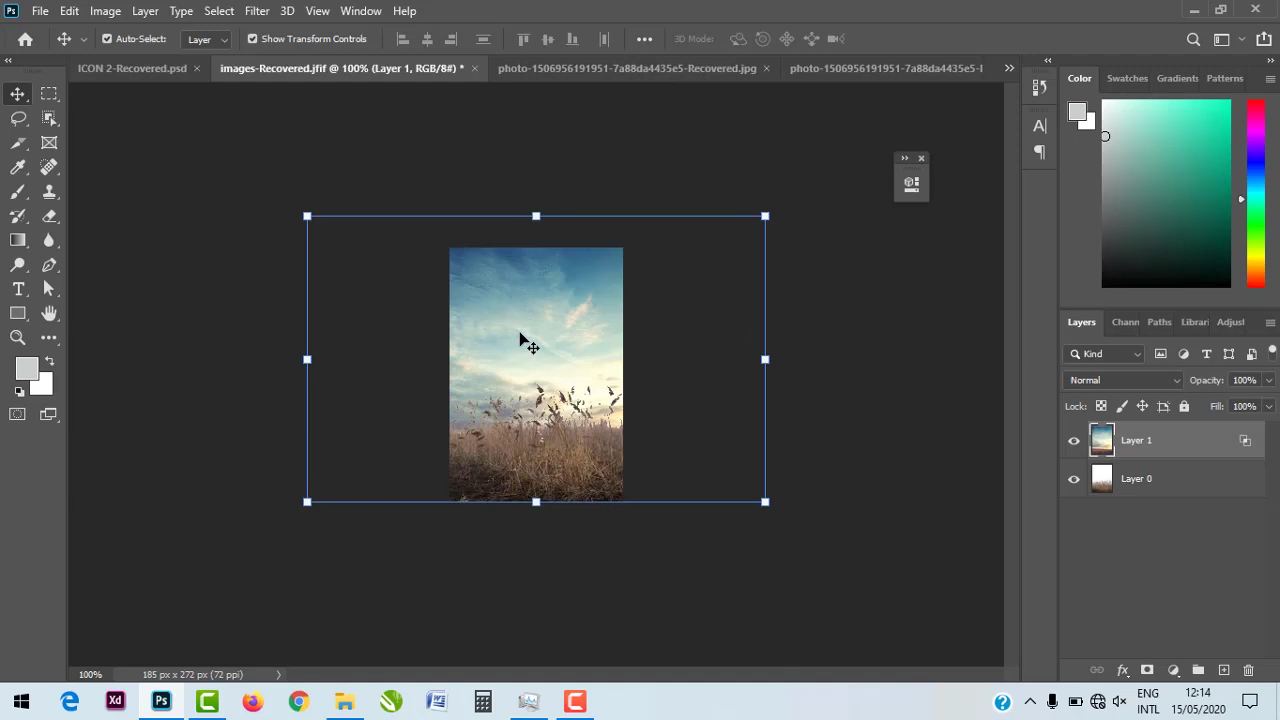 Ps File Edit Image Layer Type Select Filter 3D View Window Help
Auto-Select: Layer Show Transform Controls 3D Mode:
ICON 2-Recovered.psd images-Recovered.jfif @ 100% (Layer 1, RGB/8#) * photo-1506956191951-7a88da4435e5-Recovered.jpg photo-1506956191951-7a88da4435e5-
Color Swatches Gradients Patterns
Layers Chann Paths Librari Adjust
Kind
Normal Opacity: 100%
Lock: Fill: 100%
Layer 1
Layer 0
100% 185 px x 272 px (72 ppi)
Xd Ps
ENG 12:14
INTL 15/05/2020